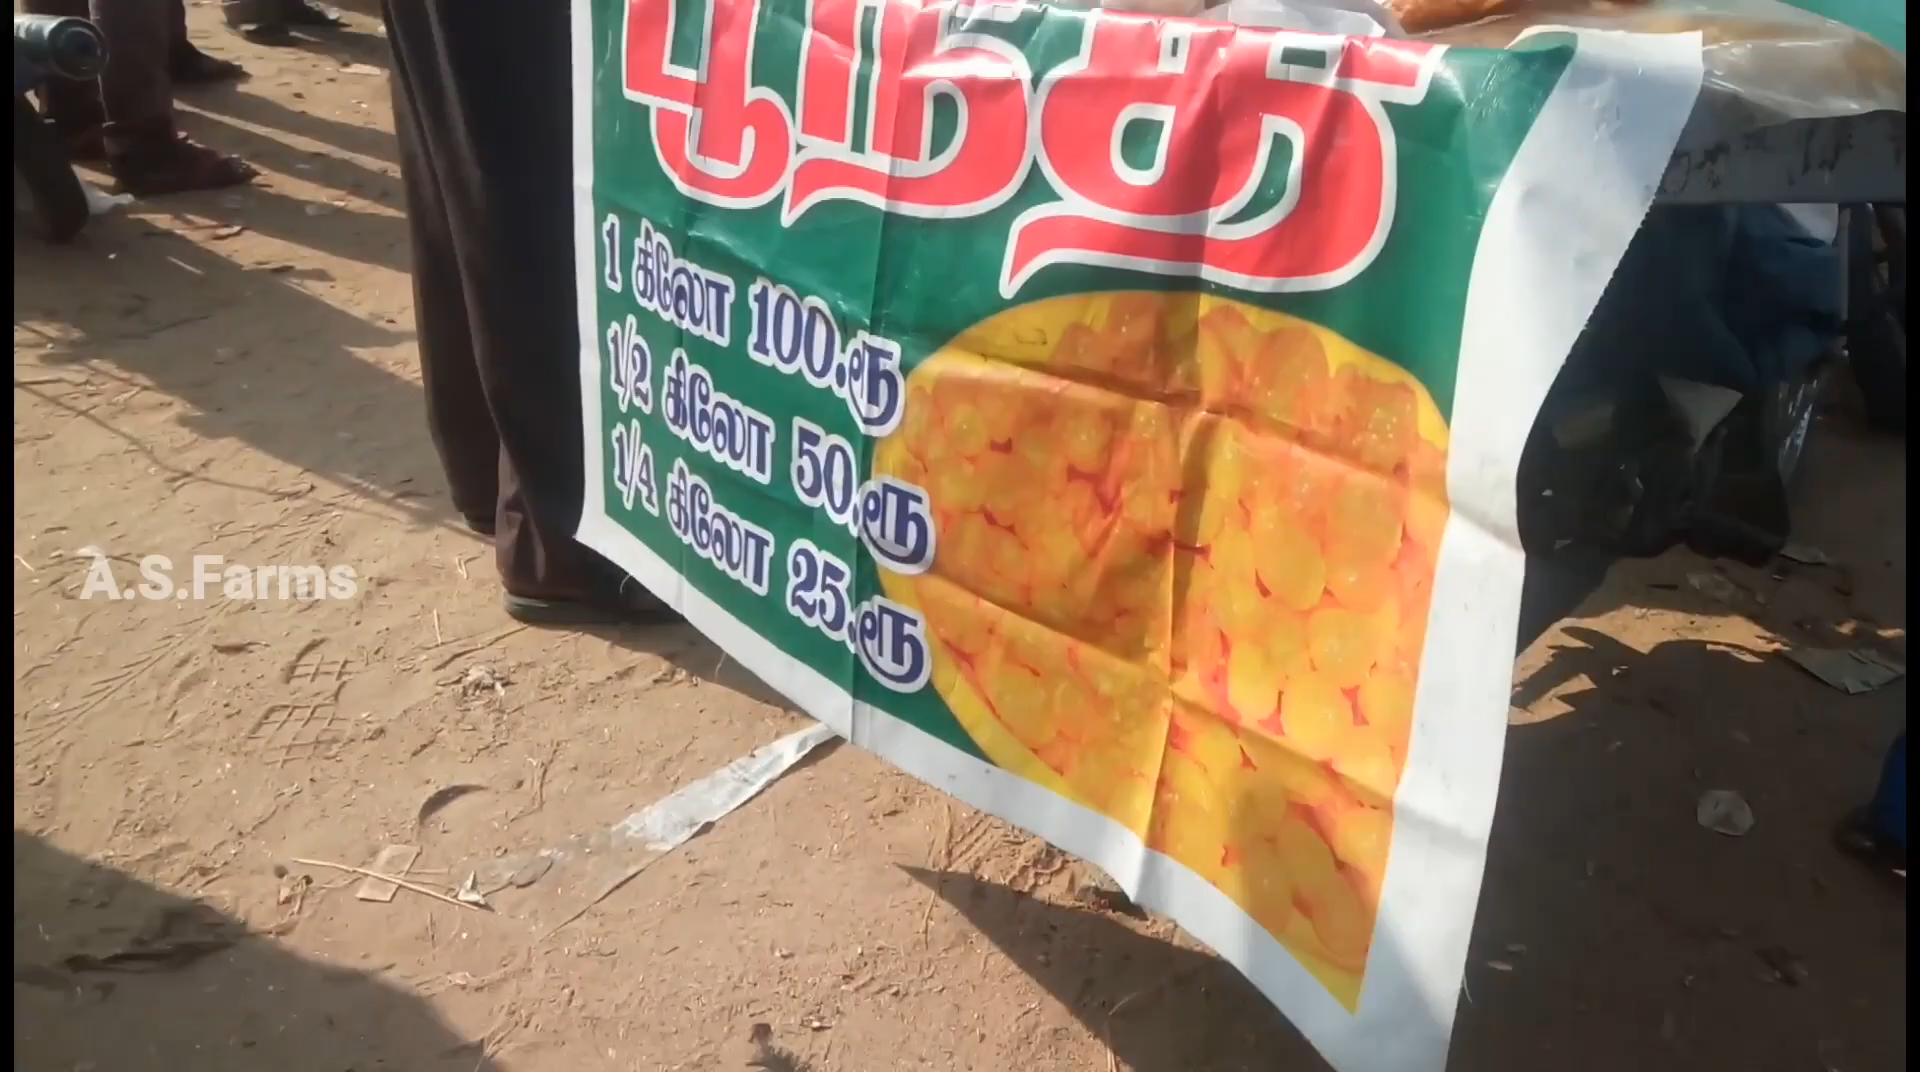 பூந்தி
1 கிலோ 100.ரூ
1/2 கிலோ 50.ரூ
1/4 கிலோ 25.ரூ
A.S.Farms